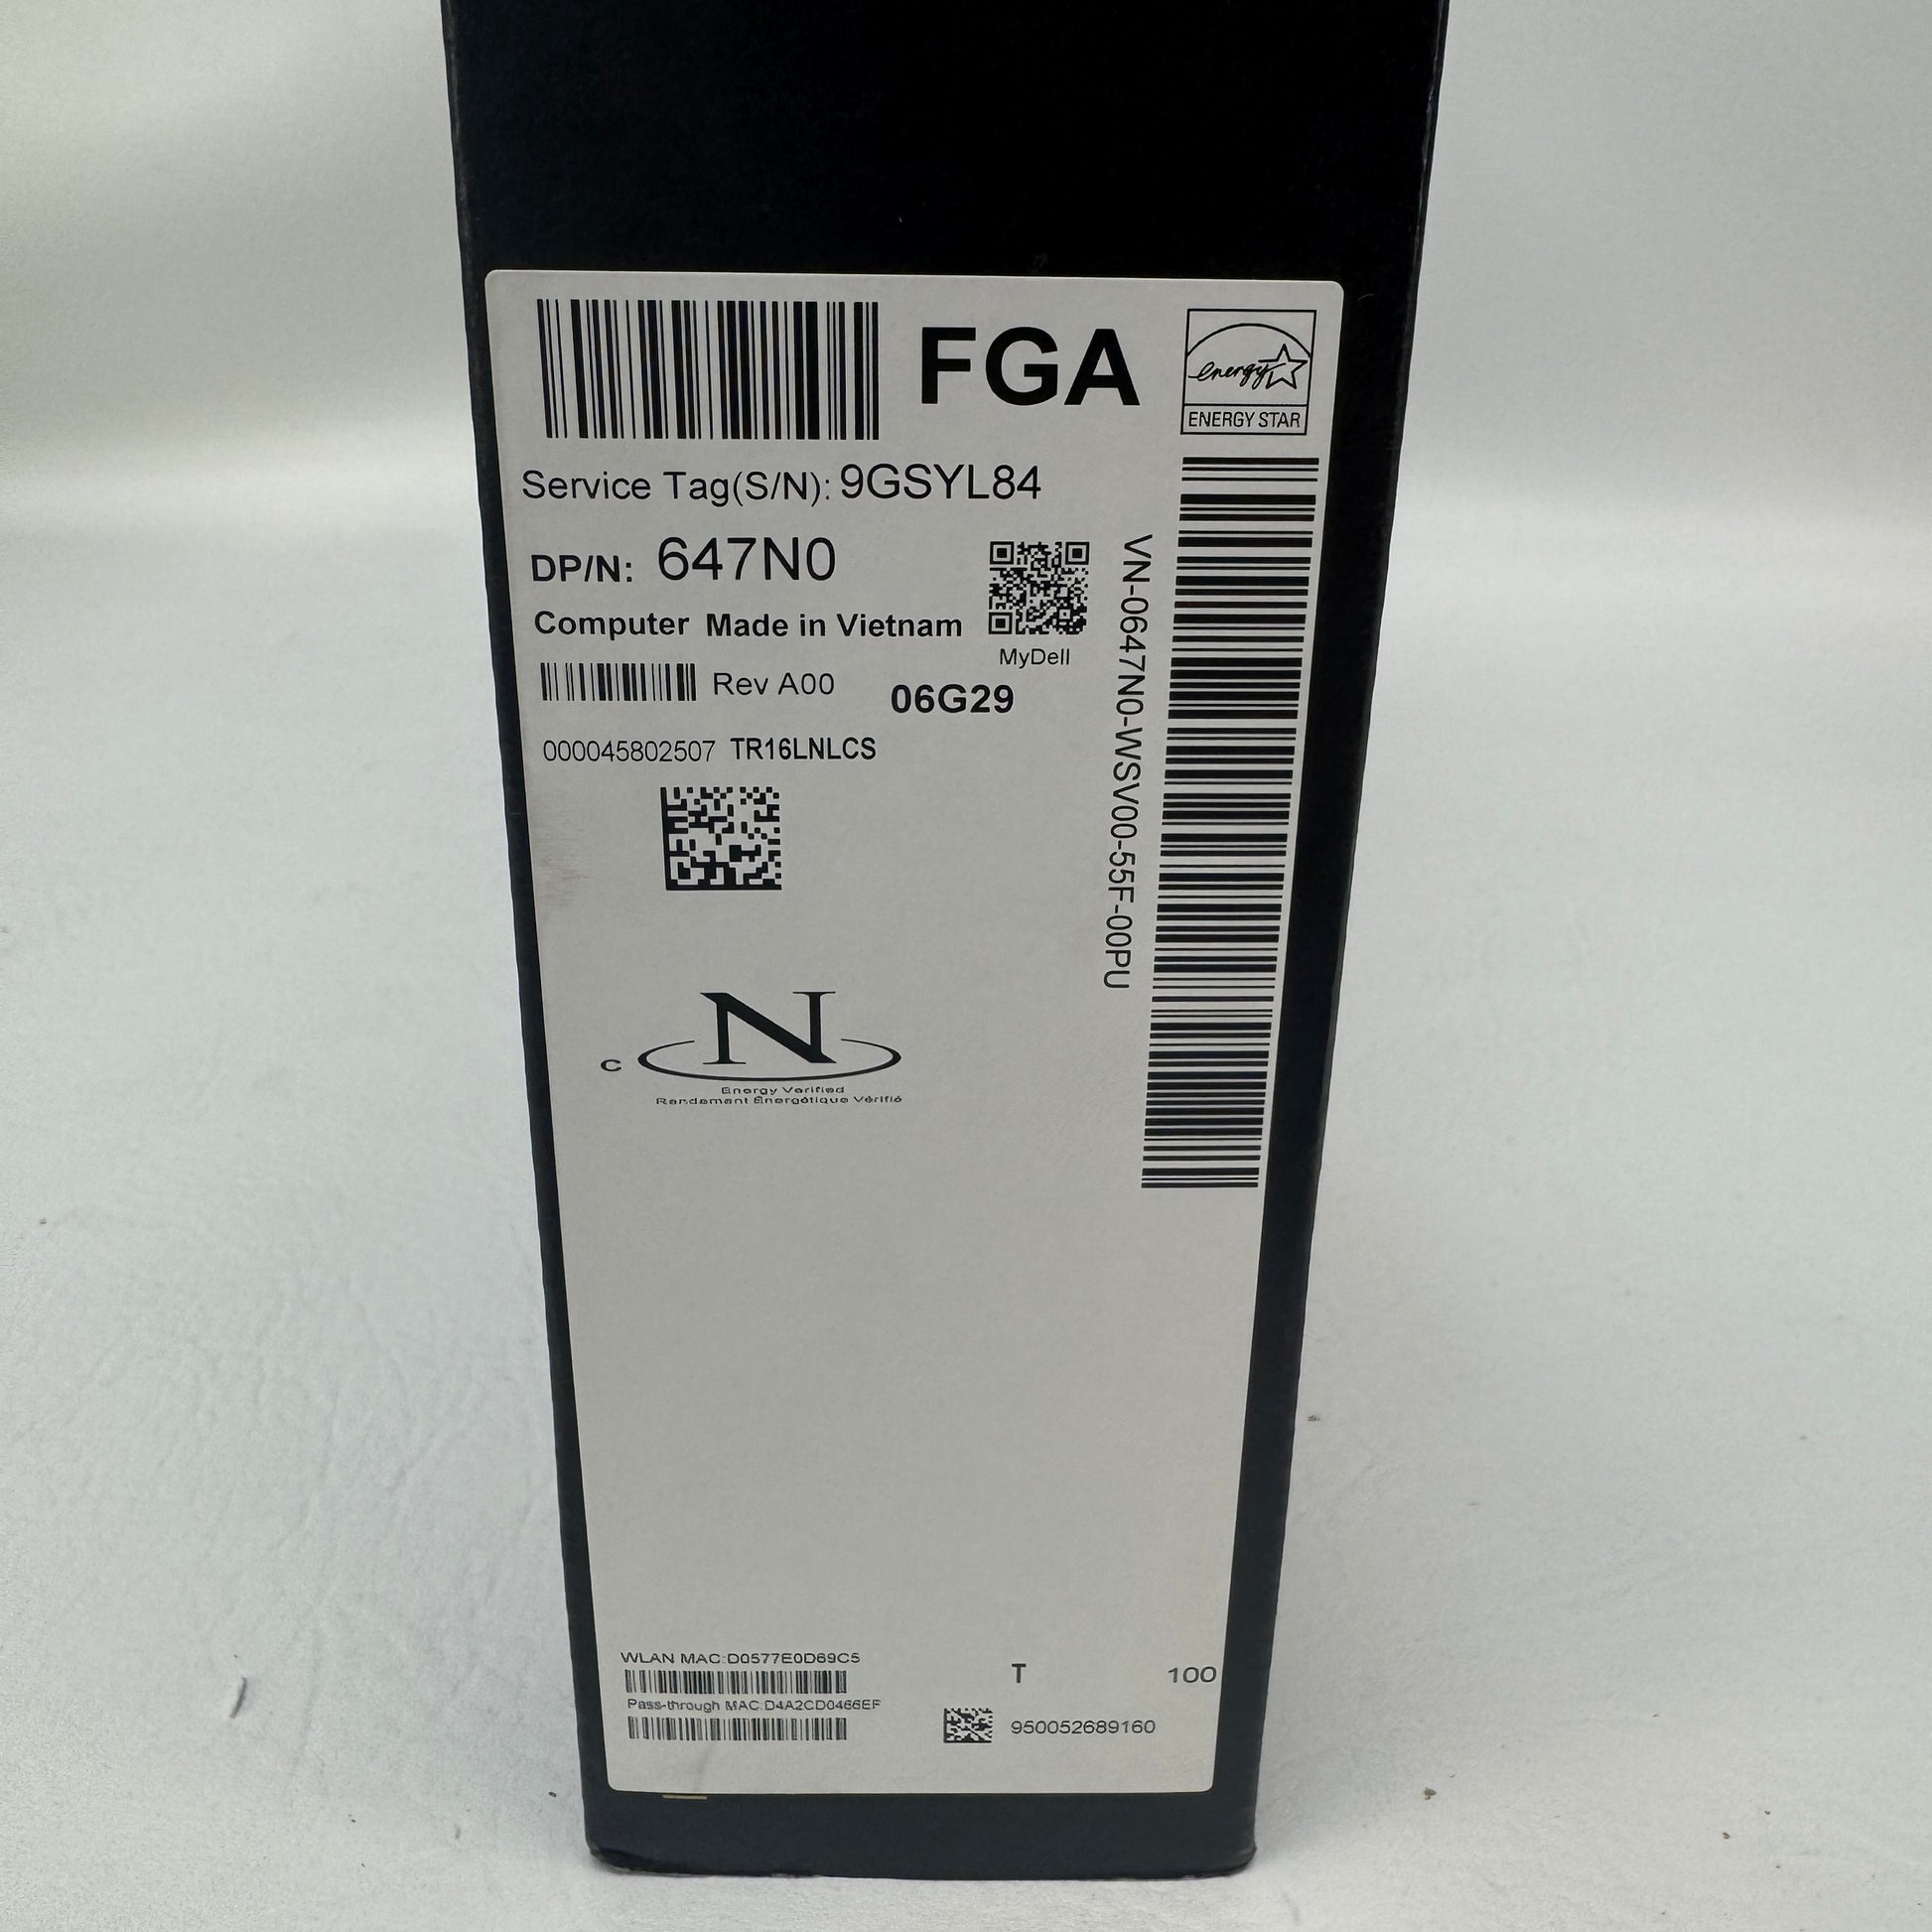 FGA
energy
ENERGY STAR
Service Tag(S/N): 9GSYL84
DP/N: 647N0
Computer Made in Vietnam
MyDell
Rev A00
06G29
000045802507 TR16LNLCS
VN-0647N0-WSV00-55F-00PU
C
N
Energy Verified
Rendement Énergétique Vérifié
WLAN MAC:D0577E0D69C5
Pass-through MAC:D4A2CD0466EF
T
100
950052689160